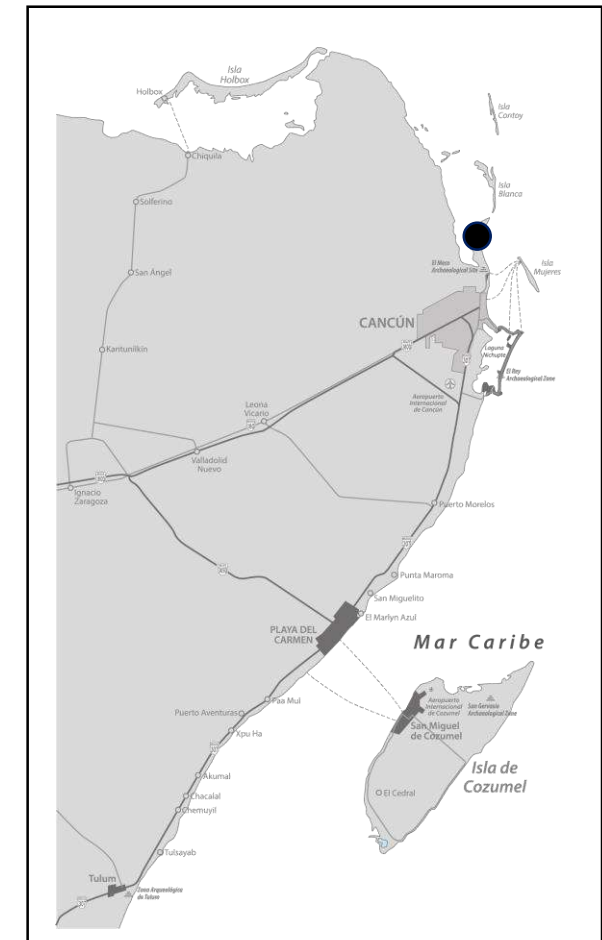 Isla
Holbox
Holbox
Isla
Contoy
Chiquila
Isla
Blanca
Solferino
El Meco
Archaeological Site
Isla
Mujeres
San Ángel
CANCÚN
Kantunilkín
Laguna
Nichupte
El Rey
Archaeological Zone
Aeropuerto
Internacional
de Cancún
Leona
Vicario
Valladolid
Nuevo
Ignacio
Zaragoza
Puerto Morelos
Punta Maroma
San Miguelito
El Marlyn Azul
PLAYA DEL
CARMEN
Mar Caribe
Paa Mul
Aeropuerto
Internacional
de Cozumel
San Gervasio
Archaeological Zone
Puerto Aventuras
San Miguel
de Cozumel
Xpu Ha
Isla de
Cozumel
Akumal
El Cedral
Chacalal
Chemuyil
Tulsayab
Tulum
Zona Arqueológica
de Tulum
307